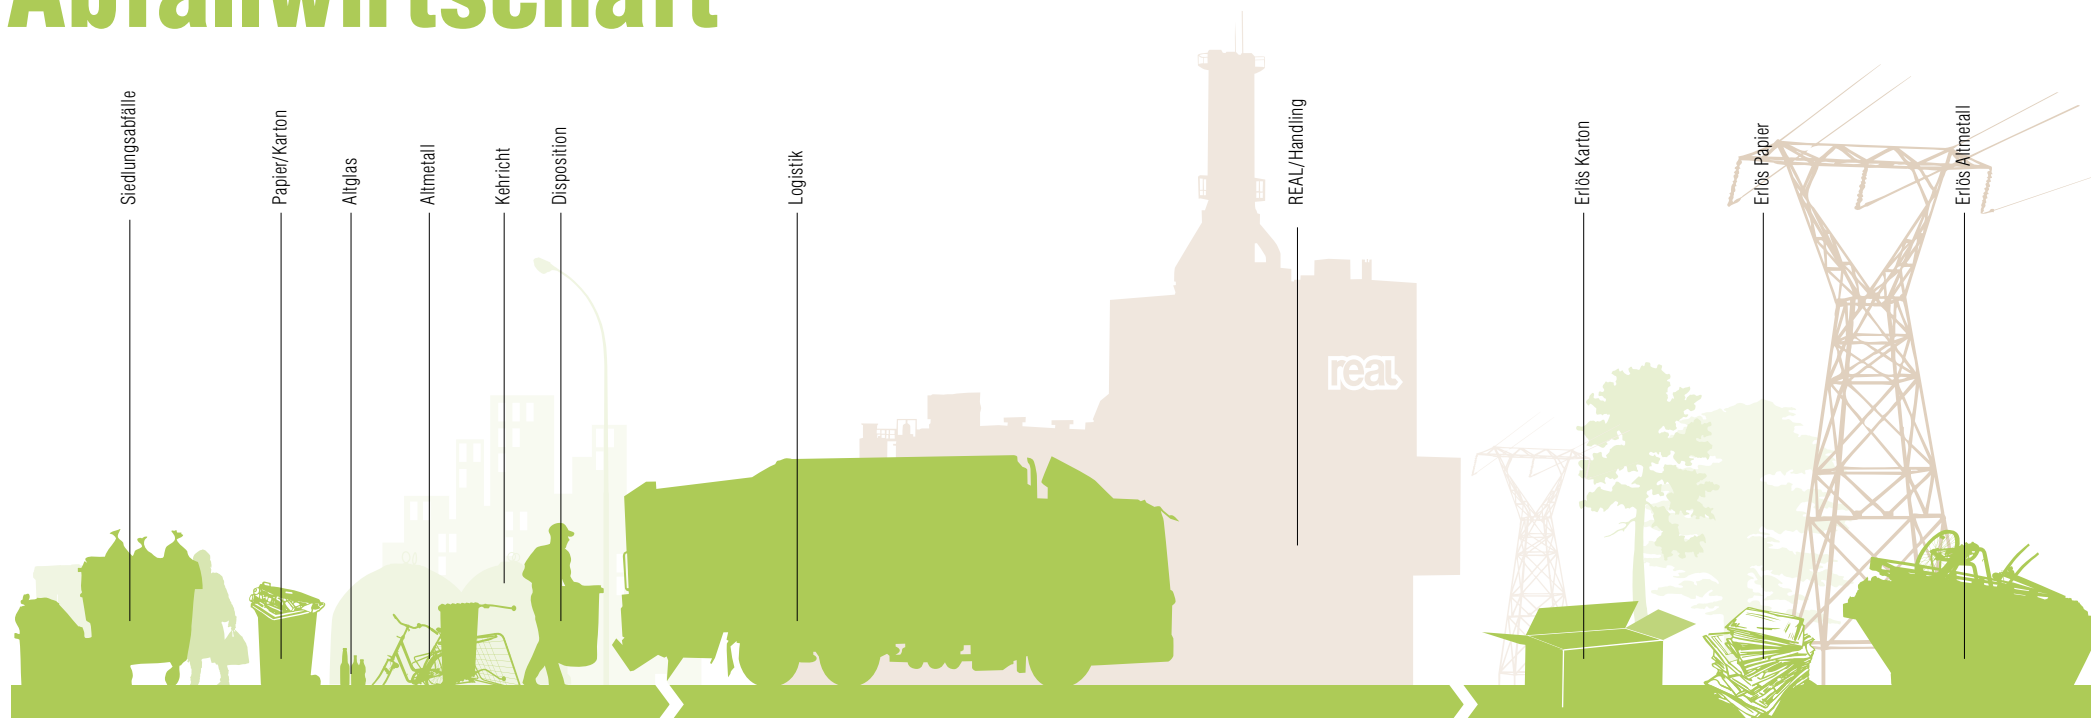 Abfallwirtschaft
Siedlungsabfälle
Papier/Karton
Altglas
Altmetall
Kehricht
Disposition
Logistik
REAL/Handling
real
Erlös Karton
Erlös Papier
Erlös Altmetall